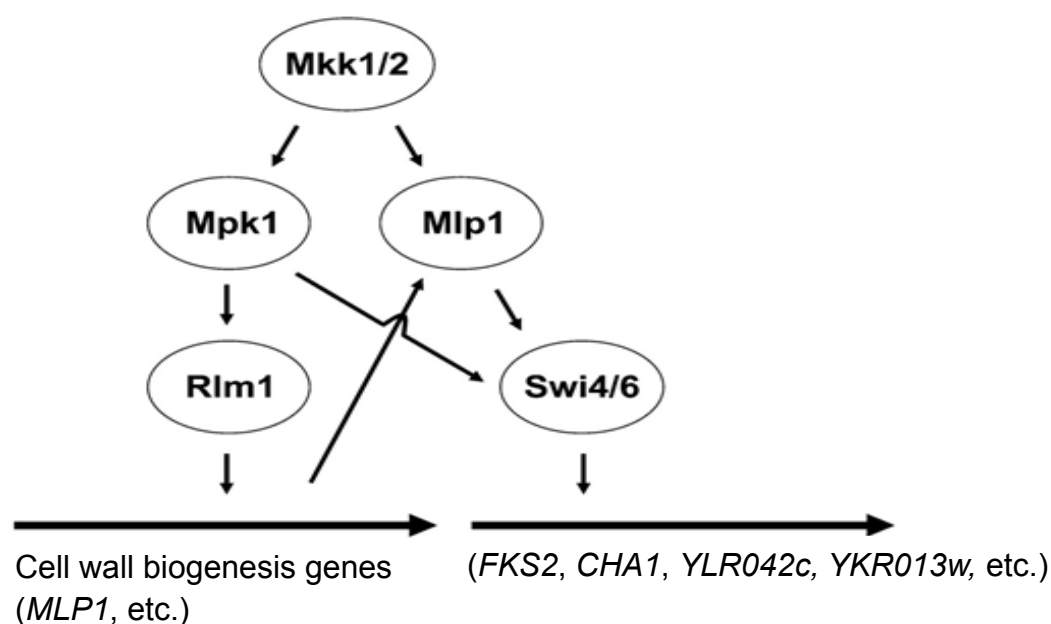 Mkk1/2
Mpk1
Mlp1
Rlm1
Swi4/6
Cell wall biogenesis genes
(MLP1, etc.)
(FKS2, CHA1, YLR042c, YKR013w, etc.)